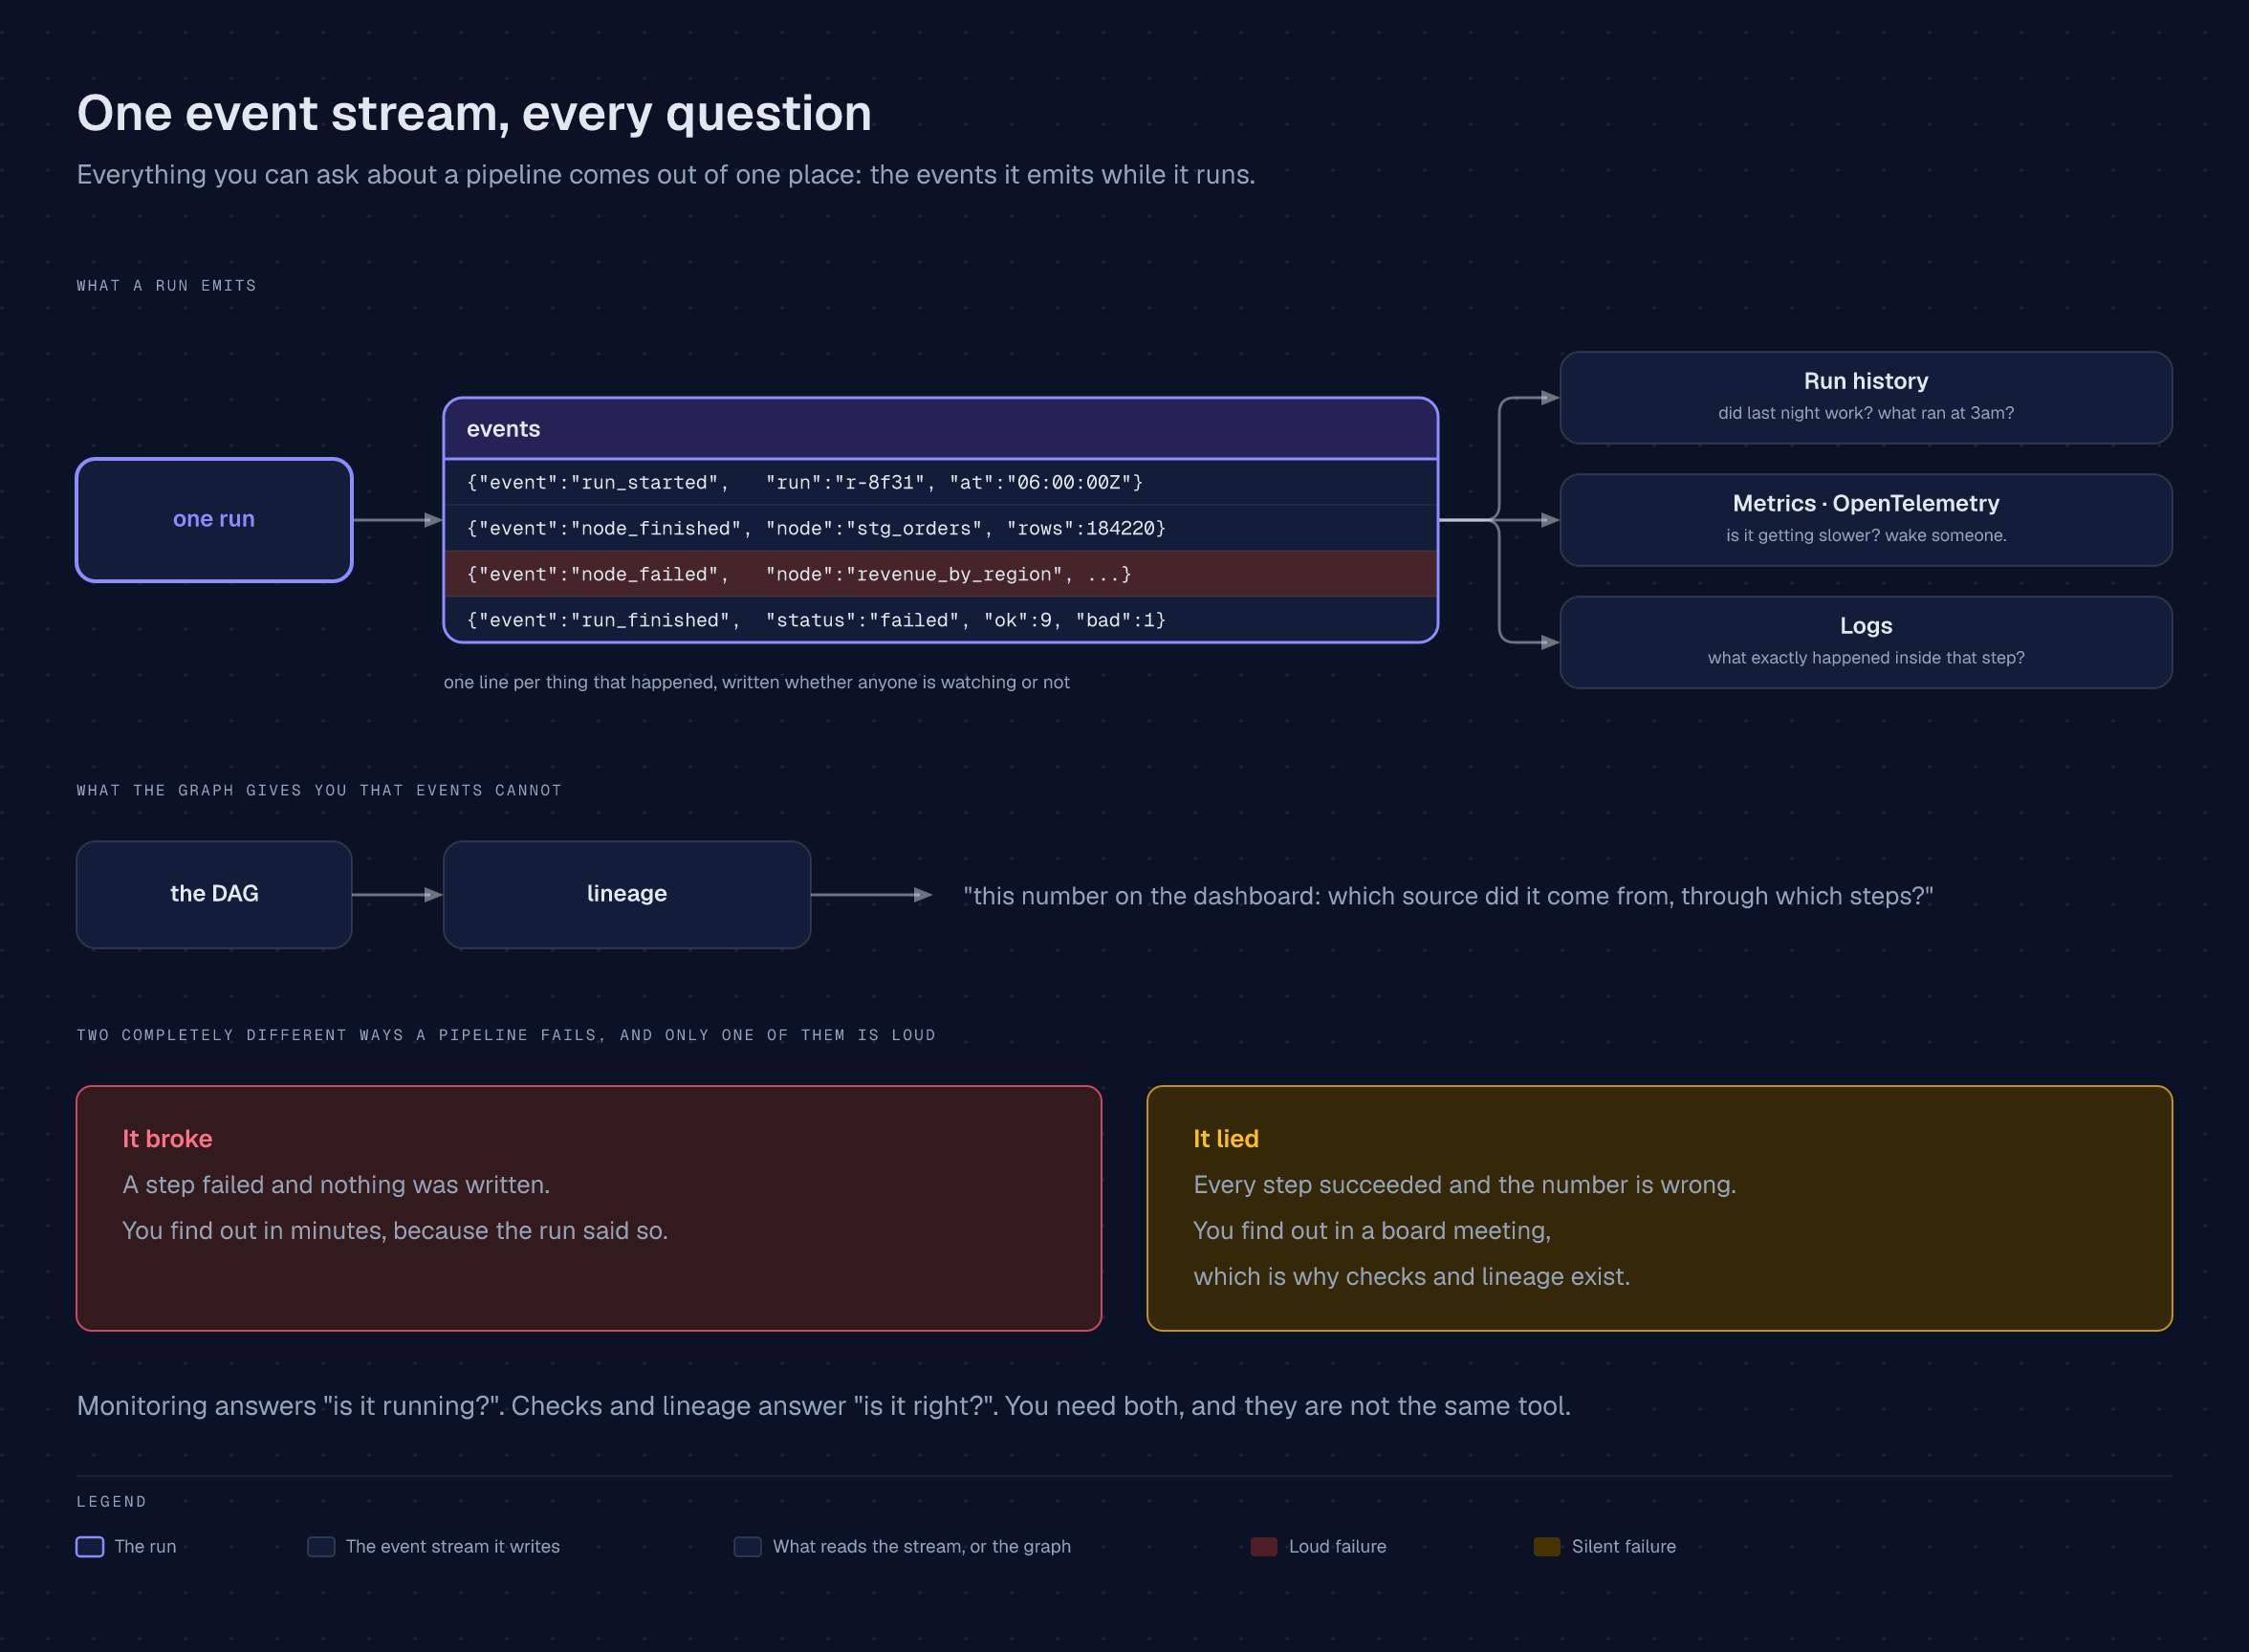 One event stream, every question
Everything you can ask about a pipeline comes out of one place: the events it emits while it runs.
WHAT A RUN EMITS
one run
events
{"event":"run_started",   "run":"r-8f31", "at":"06:00:00Z"}
{"event":"node_finished", "node":"stg_orders", "rows":184220}
{"event":"node_failed",   "node":"revenue_by_region", ...}
{"event":"run_finished",  "status":"failed", "ok":9, "bad":1}
one line per thing that happened, written whether anyone is watching or not
Run history
did last night work? what ran at 3am?
Metrics · OpenTelemetry
is it getting slower? wake someone.
Logs
what exactly happened inside that step?
WHAT THE GRAPH GIVES YOU THAT EVENTS CANNOT
the DAG
lineage
"this number on the dashboard: which source did it come from, through which steps?"
TWO COMPLETELY DIFFERENT WAYS A PIPELINE FAILS, AND ONLY ONE OF THEM IS LOUD
It broke
A step failed and nothing was written.
You find out in minutes, because the run said so.
It lied
Every step succeeded and the number is wrong.
You find out in a board meeting,
which is why checks and lineage exist.
Monitoring answers "is it running?". Checks and lineage answer "is it right?". You need both, and they are not the same tool.
LEGEND
The run
The event stream it writes
What reads the stream, or the graph
Loud failure
Silent failure